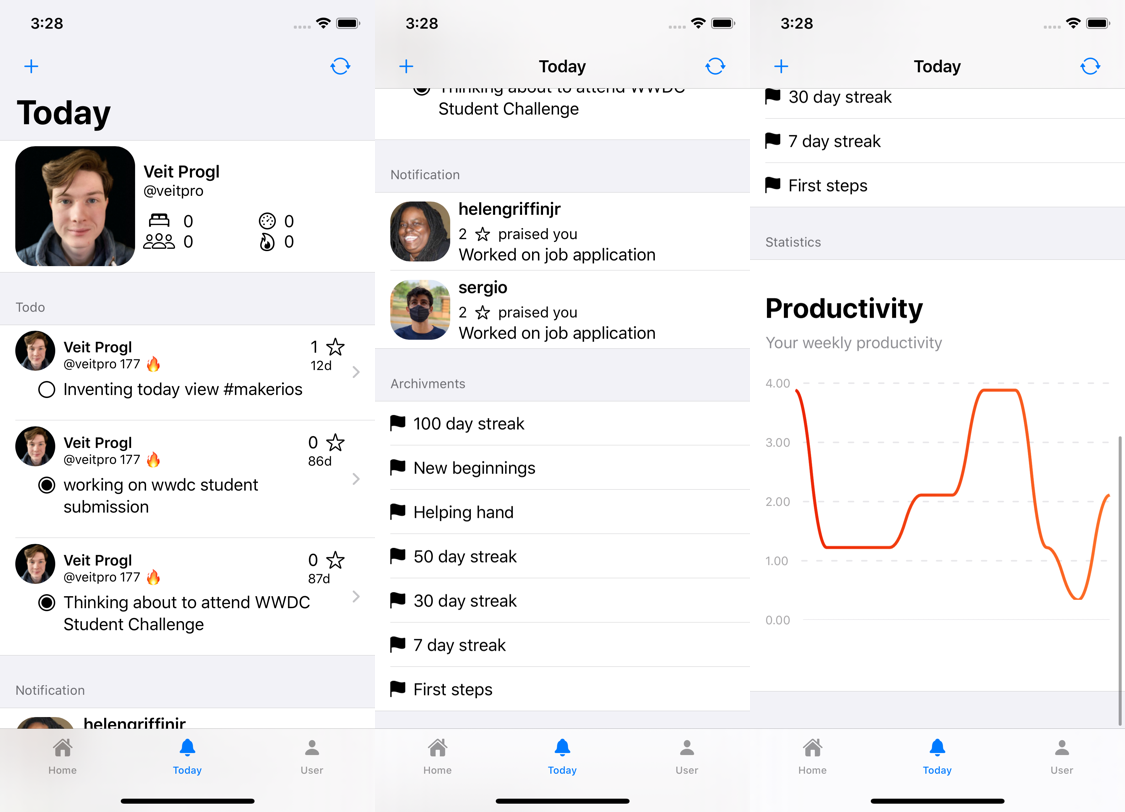 3:28
Today
Veit Progl
@veitpro
0
0
0
0
Todo
Veit Progl
1
@veitpro 177 🔥
12d
Inventing today view #makerios
Veit Progl
0
@veitpro 177 🔥
86d
working on wwdc student
submission
Veit Progl
0
@veitpro 177 🔥
87d
Thinking about to attend WWDC
Student Challenge
Notification
helengriffinjr
Home
Today
User
3:28
Today
Thinking about to attend WWDC
Student Challenge
Notification
helengriffinjr
2 ☆ praised you
Worked on job application
sergio
2 ☆ praised you
Worked on job application
Archivments
100 day streak
New beginnings
Helping hand
50 day streak
30 day streak
7 day streak
First steps
Home
Today
User
3:28
Today
30 day streak
7 day streak
First steps
Statistics
Productivity
Your weekly productivity
4.00
3.00
2.00
1.00
0.00
Home
Today
User